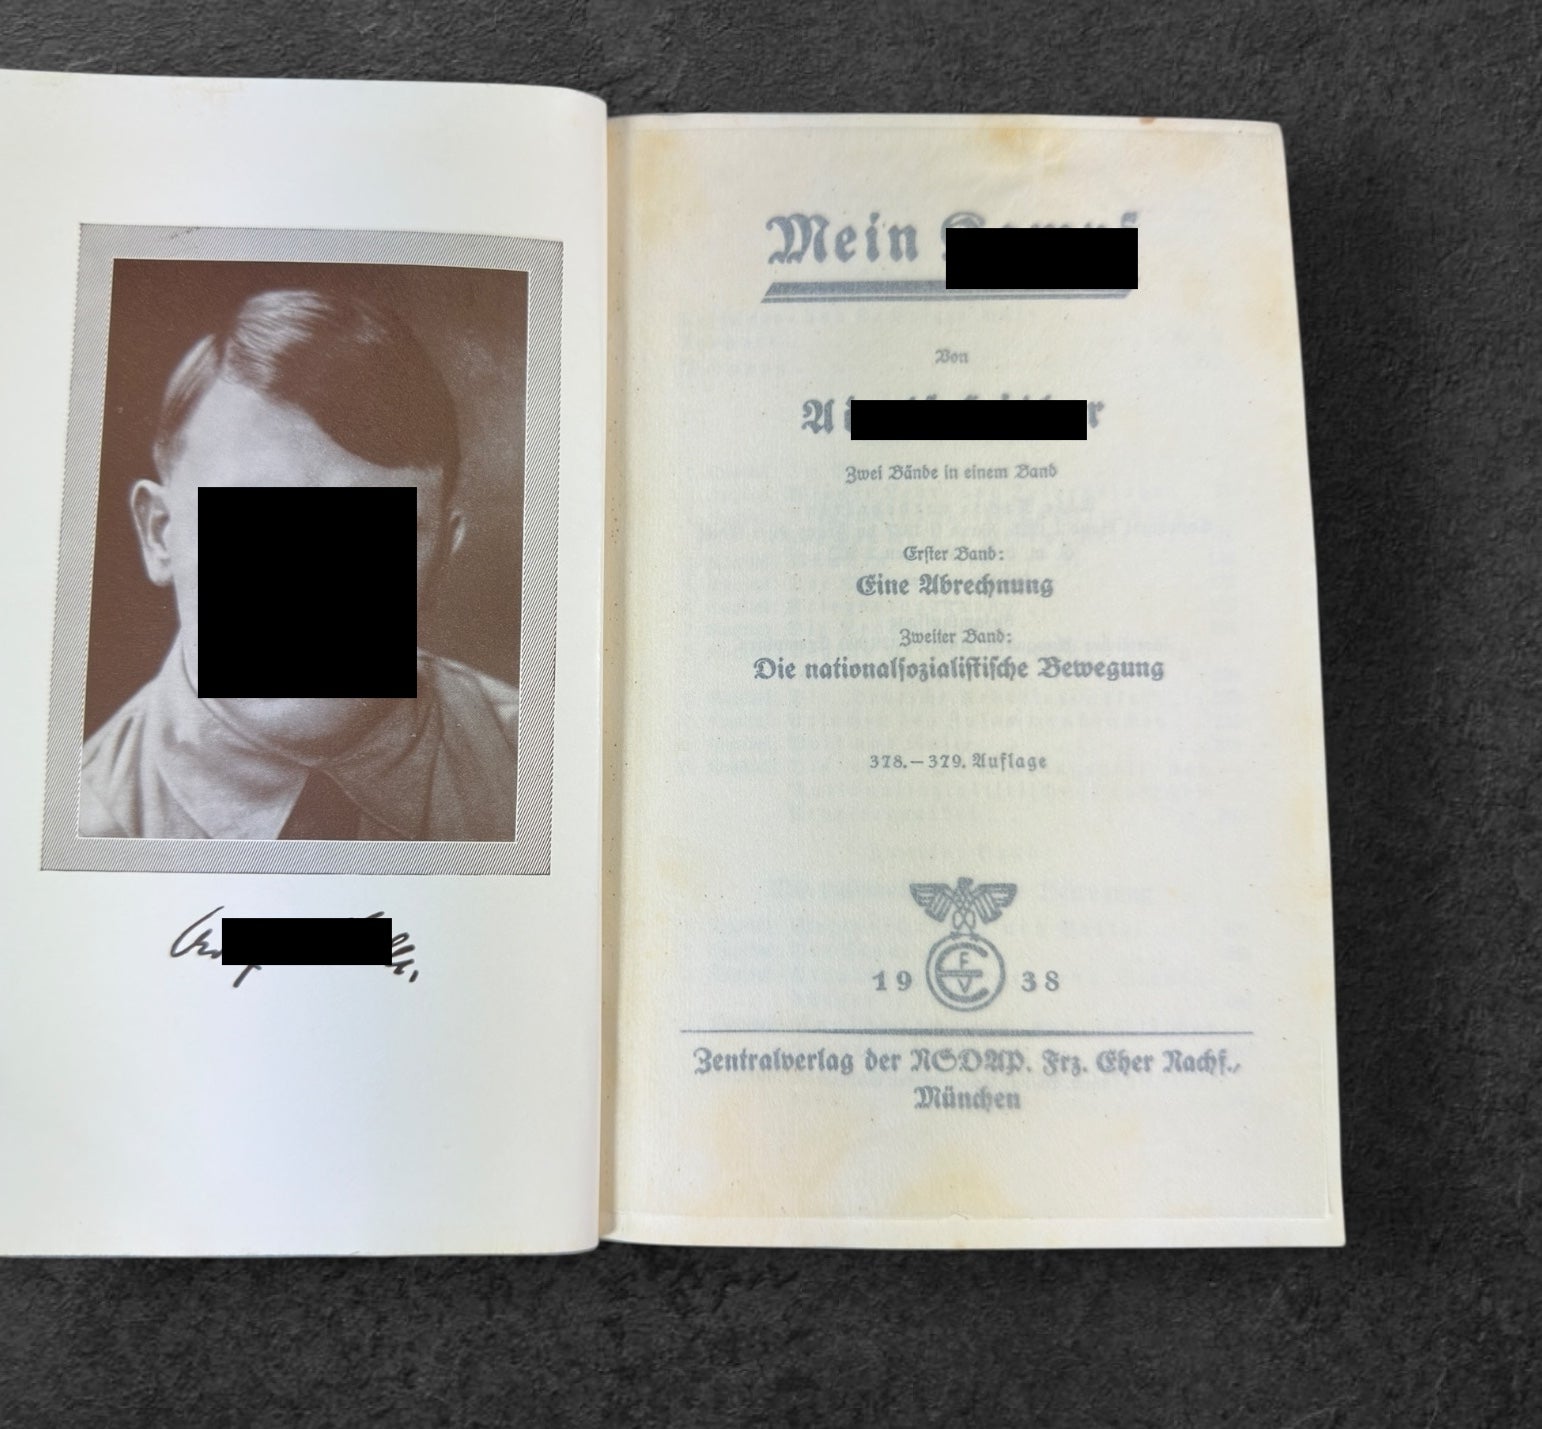 Mein
Von
Zwei Bände in einem Band
Erster Band:
Eine Abrechnung
Zweiter Band:
Die nationalsozialistische Bewegung
378.–379. Auflage
F
V
19 38
Zentralverlag der NSDAP. Frz. Eher Nachf.,
München